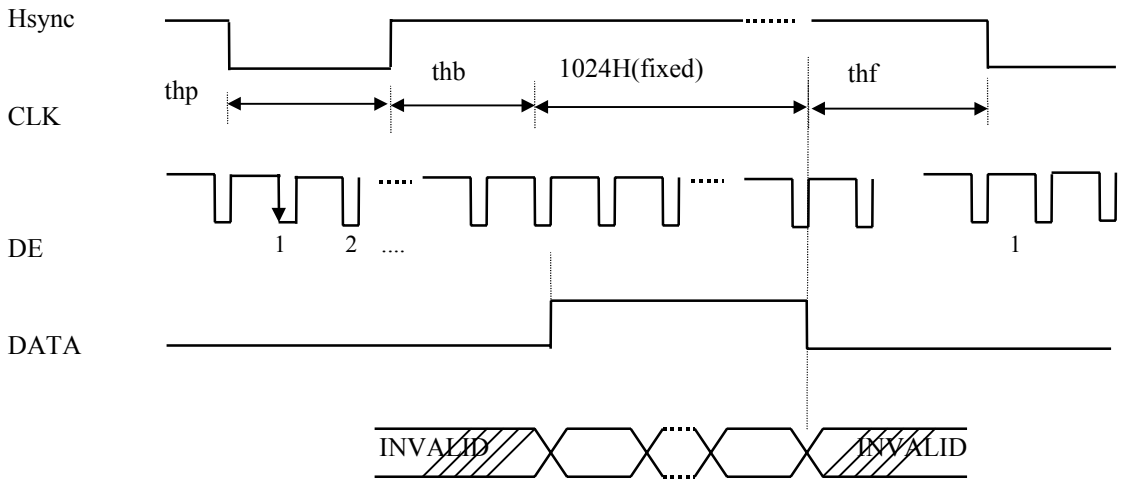 Hsync
thp thb 1024H(fixed) thf
CLK
1 2 .... 1
DE
DATA
INVALID INVALID